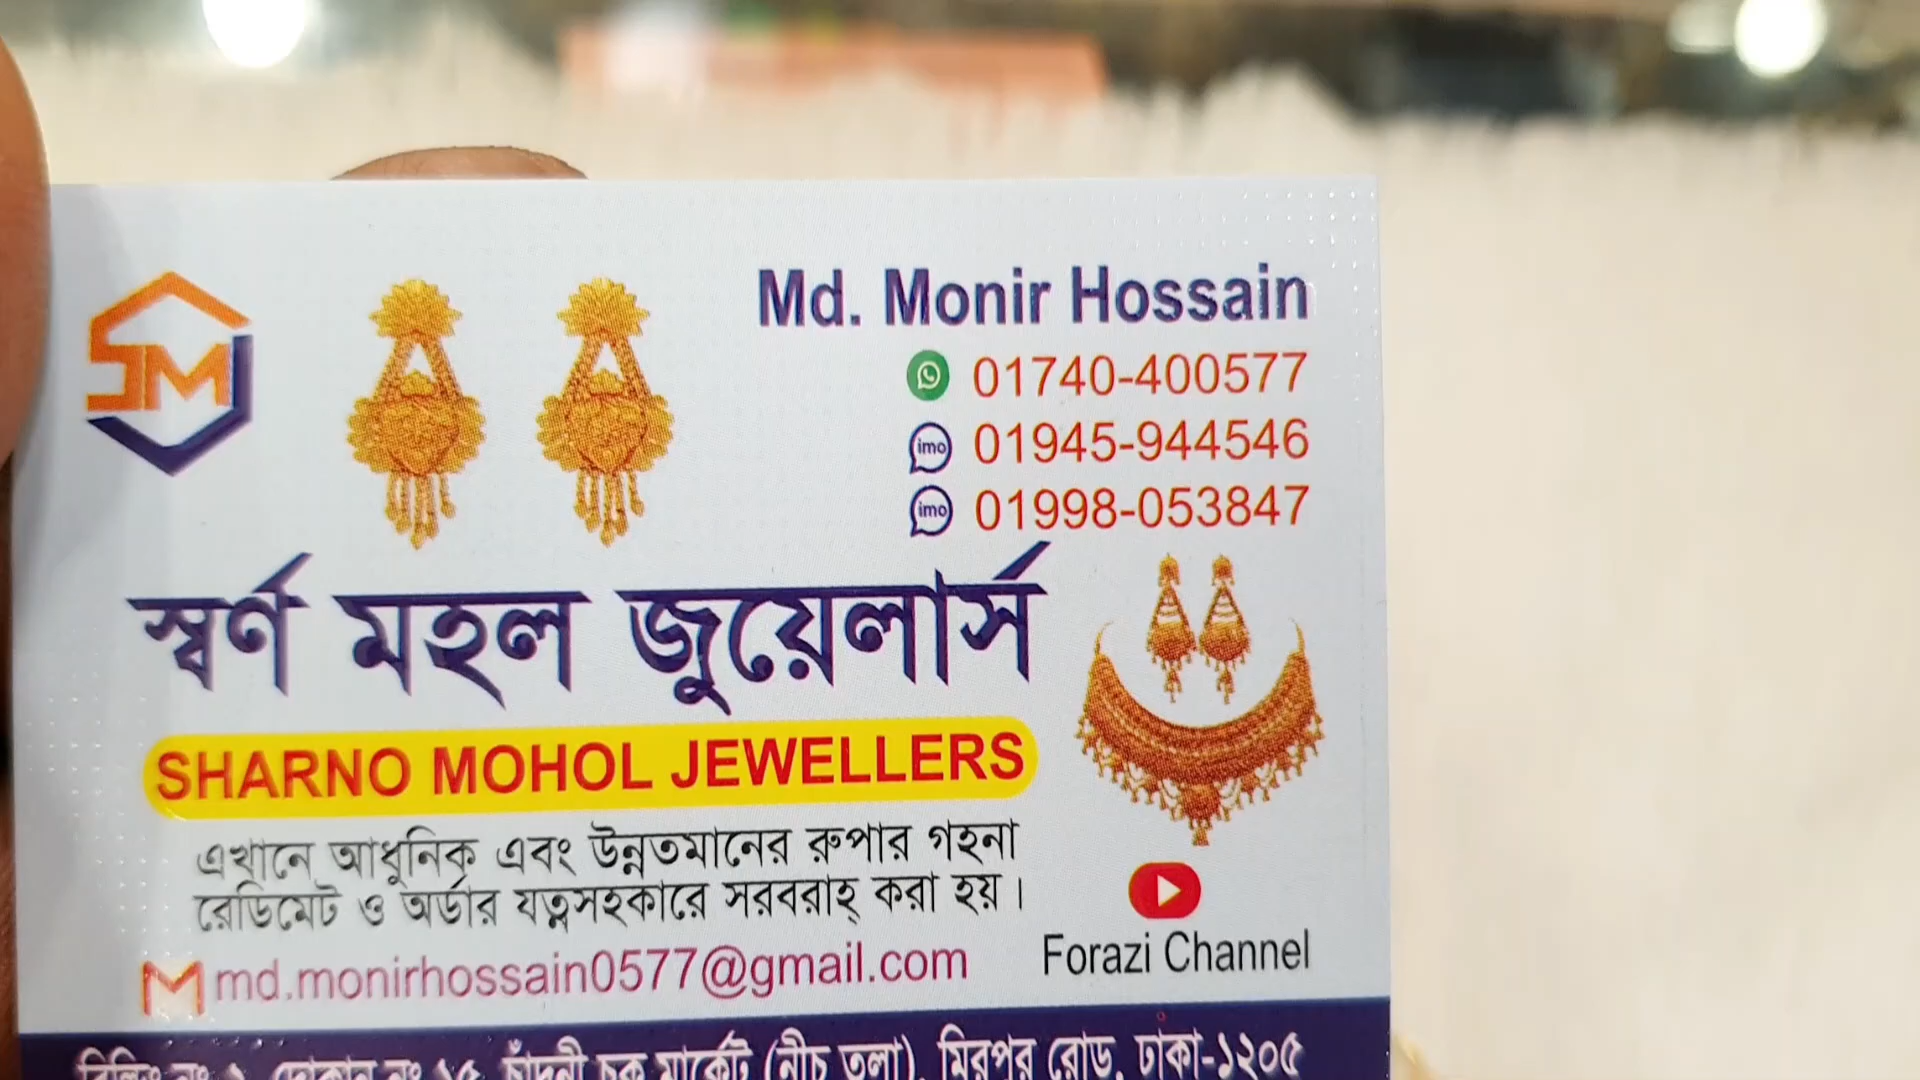 SMJ
Md. Monir Hossain
01740-400577
imo 01945-944546
imo 01998-053847
স্বর্ণ মহল জুয়েলার্স
SHARNO MOHOL JEWELLERS
এখানে আধুনিক এবং উন্নতমানের রুপার গহনা
রেডিমেট ও অর্ডার যত্নসহকারে সরবরাহ্ করা হয়।
md.monirhossain0577@gmail.com
Forazi Channel
বিল্ডিং নং দোকান নং চাঁদনী চক মার্কেট (নীচ তলা), মিরপুর রোড, ঢাকা-১২০৫